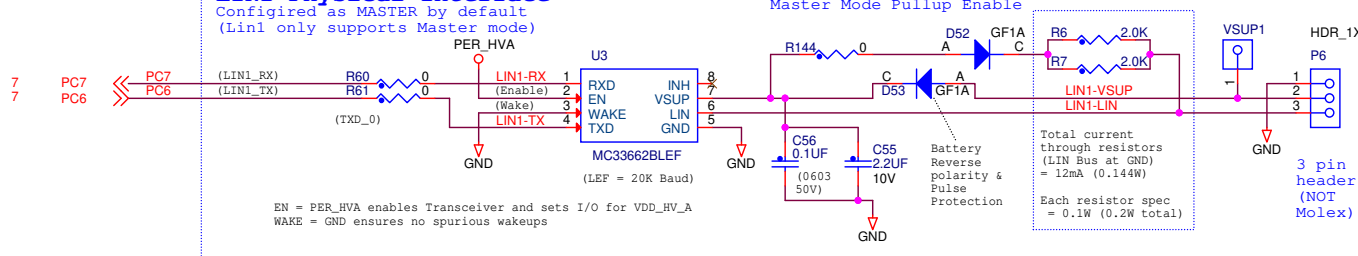 Configired as MASTER by default
(Lin1 only supports Master mode)
Master Mode Pullup Enable
PER_HVA
U3
R144
0
D52
GF1A
A
C
R6
2.0K
R7
2.0K
VSUP1
1
HDR_1X
P6
7
PC7
PC7
(LIN1_RX)
R60
0
LIN1-RX
1
RXD
INH
8
7
PC6
PC6
(LIN1_TX)
R61
0
(Enable)
2
EN
VSUP
7
C
D53
A
GF1A
LIN1-VSUP
(Wake)
3
WAKE
LIN
6
LIN1-LIN
(TXD_0)
LIN1-TX
4
TXD
GND
5
1
2
3
GND
MC33662BLEF
(LEF = 20K Baud)
GND
C56
0.1UF
(0603
50V)
C55
2.2UF
10V
GND
Battery
Reverse
polarity &
Pulse
Protection
Total current
through resistors
(LIN Bus at GND)
= 12mA (0.144W)
Each resistor spec
= 0.1W (0.2W total)
GND
3 pin
header
(NOT
Molex)
EN = PER_HVA enables Transceiver and sets I/O for VDD_HV_A
WAKE = GND ensures no spurious wakeups